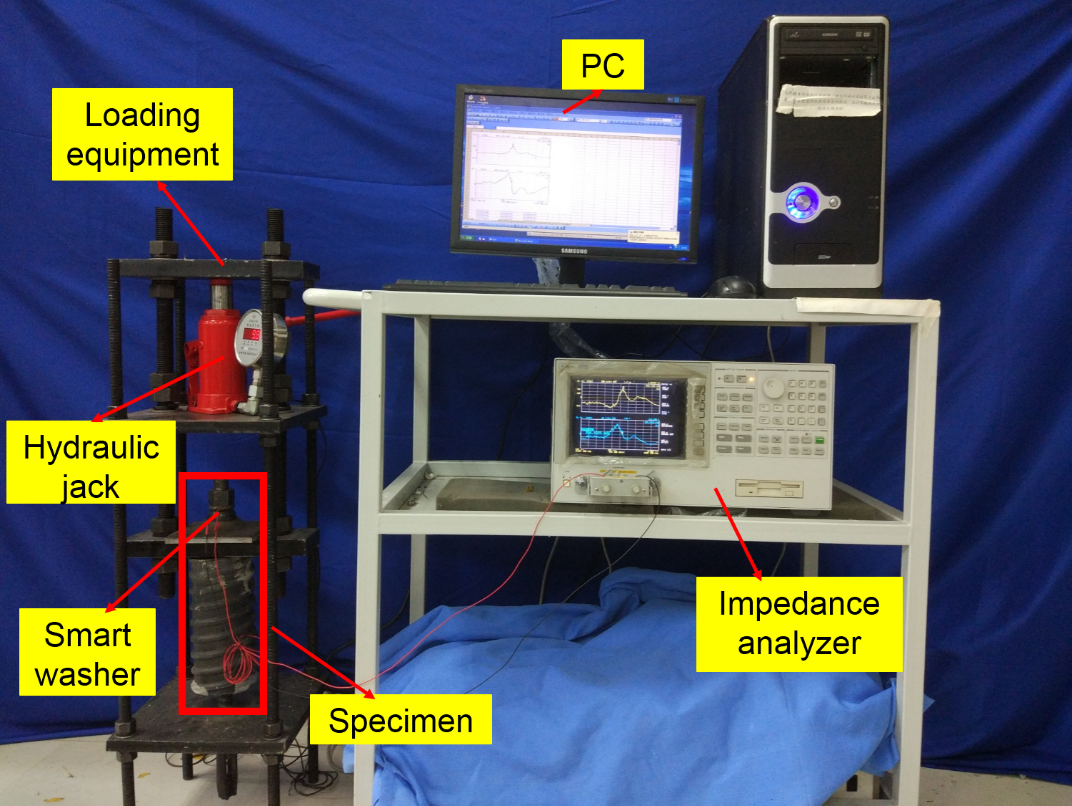 PC
Loading
equipment
SAMSUNG
Hydraulic
jack
Smart
washer
Impedance
analyzer
Specimen